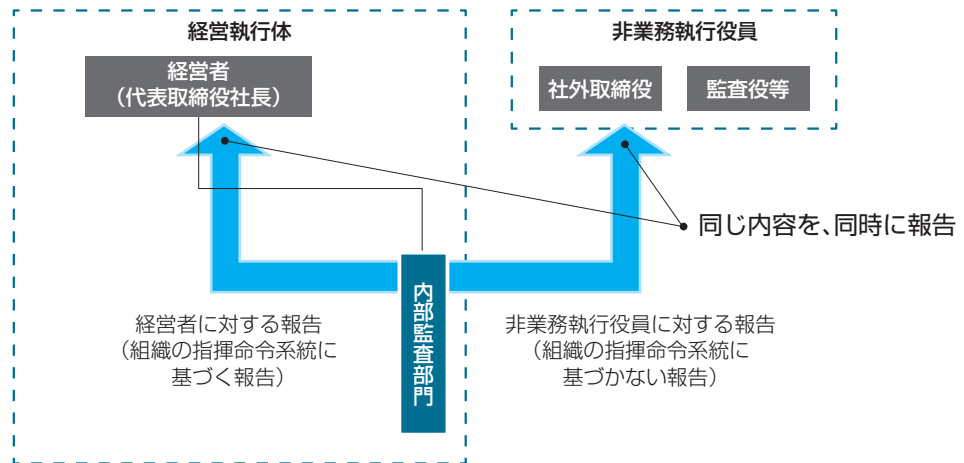 経営執行体
経営者
（代表取締役社長）
非業務執行役員
社外取締役
監査役等
同じ内容を、同時に報告
内部監査部門
経営者に対する報告
（組織の指揮命令系統に
基づく報告）
非業務執行役員に対する報告
（組織の指揮命令系統に
基づかない報告）